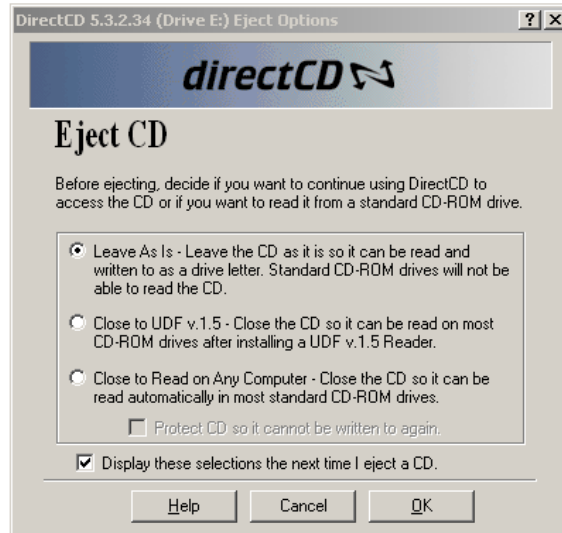 DirectCD 5.3.2.34 (Drive E:) Eject Options
directCD
Eject CD
Before ejecting, decide if you want to continue using DirectCD to
access the CD or if you want to read it from a standard CD-ROM drive.
Leave As Is - Leave the CD as it is so it can be read and
written to as a drive letter. Standard CD-ROM drives will not be
able to read the CD.
Close to UDF v.1.5 - Close the CD so it can be read on most
CD-ROM drives after installing a UDF v.1.5 Reader.
Close to Read on Any Computer - Close the CD so it can be
read automatically in most standard CD-ROM drives.
Protect CD so it cannot be written to again.
Display these selections the next time I eject a CD.
Help Cancel OK